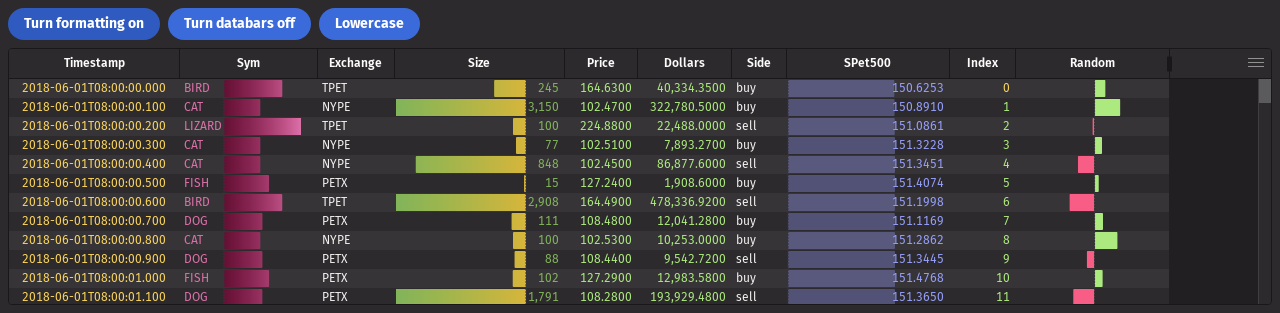 Turn formatting on Turn databars off Lowercase
Timestamp Sym Exchange Size Price Dollars Side SPet500 Index Random
2018-06-01T08:00:00.000 BIRD TPET 245 164.6300 40,334.3500 buy 150.6253 0
2018-06-01T08:00:00.100 CAT NYPE 3,150 102.4700 322,780.5000 buy 150.8910 1
2018-06-01T08:00:00.200 LIZARD TPET 100 224.8800 22,488.0000 sell 151.0861 2
2018-06-01T08:00:00.300 CAT NYPE 77 102.5100 7,893.2700 buy 151.3228 3
2018-06-01T08:00:00.400 CAT NYPE 848 102.4500 86,877.6000 sell 151.3451 4
2018-06-01T08:00:00.500 FISH PETX 15 127.2400 1,908.6000 buy 151.4074 5
2018-06-01T08:00:00.600 BIRD TPET 2,908 164.4900 478,336.9200 sell 151.1998 6
2018-06-01T08:00:00.700 DOG PETX 111 108.4800 12,041.2800 buy 151.1169 7
2018-06-01T08:00:00.800 CAT NYPE 100 102.5300 10,253.0000 buy 151.2862 8
2018-06-01T08:00:00.900 DOG PETX 88 108.4400 9,542.7200 sell 151.3445 9
2018-06-01T08:00:01.000 FISH PETX 102 127.2900 12,983.5800 buy 151.4768 10
2018-06-01T08:00:01.100 DOG PETX 1,791 108.2800 193,929.4800 sell 151.3650 11